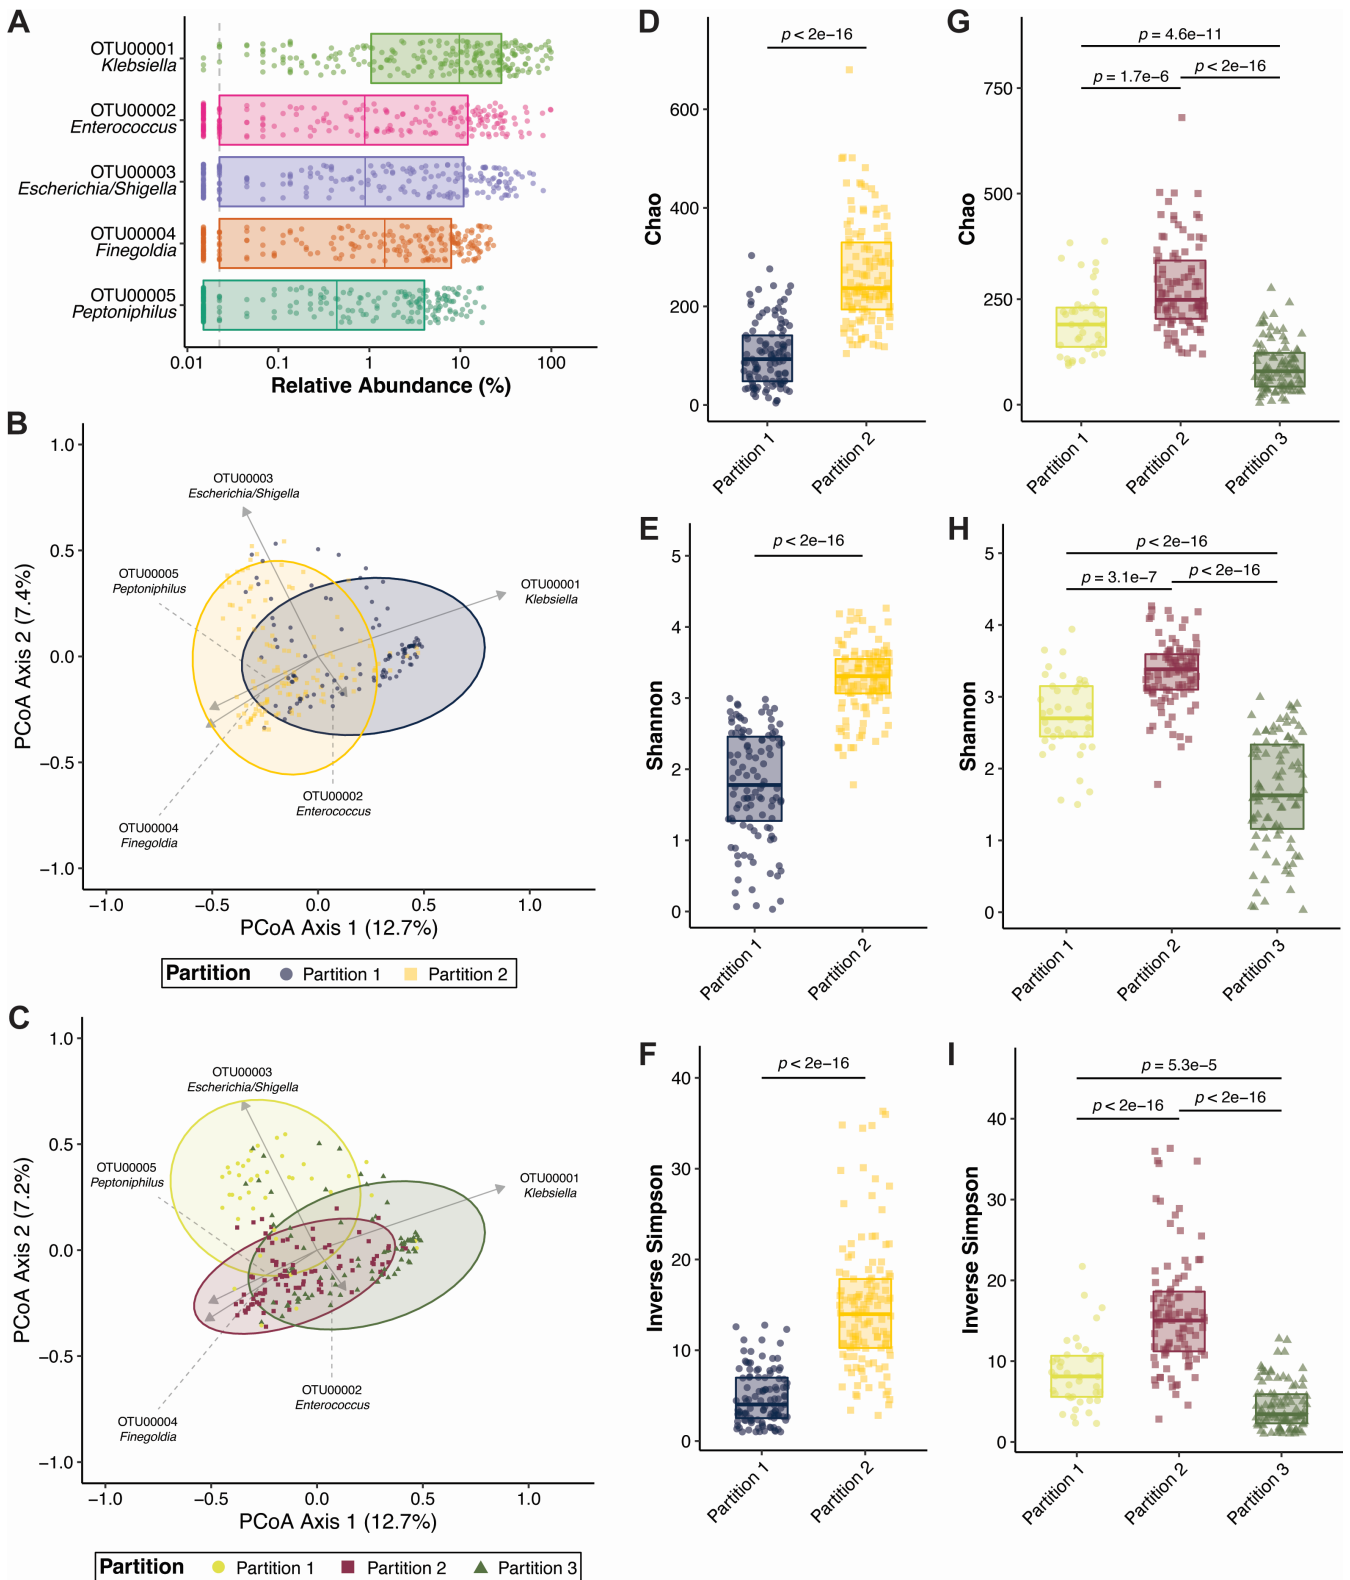 A
OTU00001
Klebsiella
OTU00002
Enterococcus
OTU00003
Escherichia/Shigella
OTU00004
Finegoldia
OTU00005
Peptoniphilus
0.01 0.1 1 10 100
Relative Abundance (%)
B
1.0
0.5
0.0
−0.5
−1.0
PCoA Axis 2 (7.4%)
OTU00003
Escherichia/Shigella
OTU00005
Peptoniphilus
OTU00001
Klebsiella
OTU00002
Enterococcus
OTU00004
Finegoldia
−1.0 −0.5 0.0 0.5 1.0
PCoA Axis 1 (12.7%)
Partition Partition 1 Partition 2
C
1.0
0.5
0.0
−0.5
−1.0
PCoA Axis 2 (7.2%)
OTU00003
Escherichia/Shigella
OTU00005
Peptoniphilus
OTU00001
Klebsiella
OTU00002
Enterococcus
OTU00004
Finegoldia
−1.0 −0.5 0.0 0.5 1.0
PCoA Axis 1 (12.7%)
Partition Partition 1 Partition 2 Partition 3
D
p < 2e−16
600
400
200
0
Chao
Partition 1
Partition 2
E
p < 2e−16
5
4
3
2
1
0
Shannon
Partition 1
Partition 2
F
p < 2e−16
40
30
20
10
0
Inverse Simpson
Partition 1
Partition 2
G
p = 4.6e−11
p = 1.7e−6
p < 2e−16
750
500
250
0
Chao
Partition 1
Partition 2
Partition 3
H
p < 2e−16
p = 3.1e−7
p < 2e−16
5
4
3
2
1
0
Shannon
Partition 1
Partition 2
Partition 3
I
p = 5.3e−5
p < 2e−16
p < 2e−16
40
30
20
10
0
Inverse Simpson
Partition 1
Partition 2
Partition 3